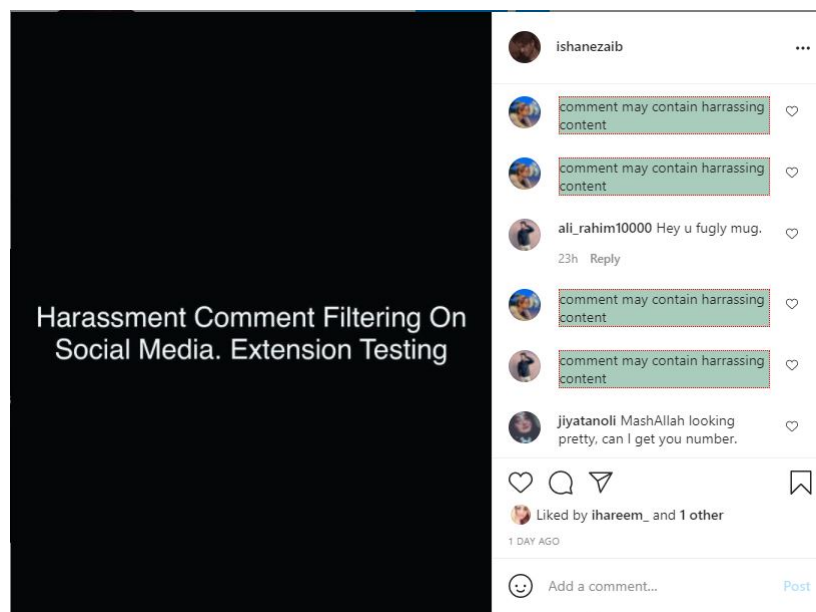 Harassment Comment Filtering On
Social Media. Extension Testing
ishanezaib
comment may contain harrassing
content
comment may contain harrassing
content
ali_rahim10000 Hey u fugly mug.
23h Reply
comment may contain harrassing
content
comment may contain harrassing
content
jiyatanoli MashAllah looking
pretty, can I get you number.
Liked by ihareem_ and 1 other
1 DAY AGO
Add a comment...
Post